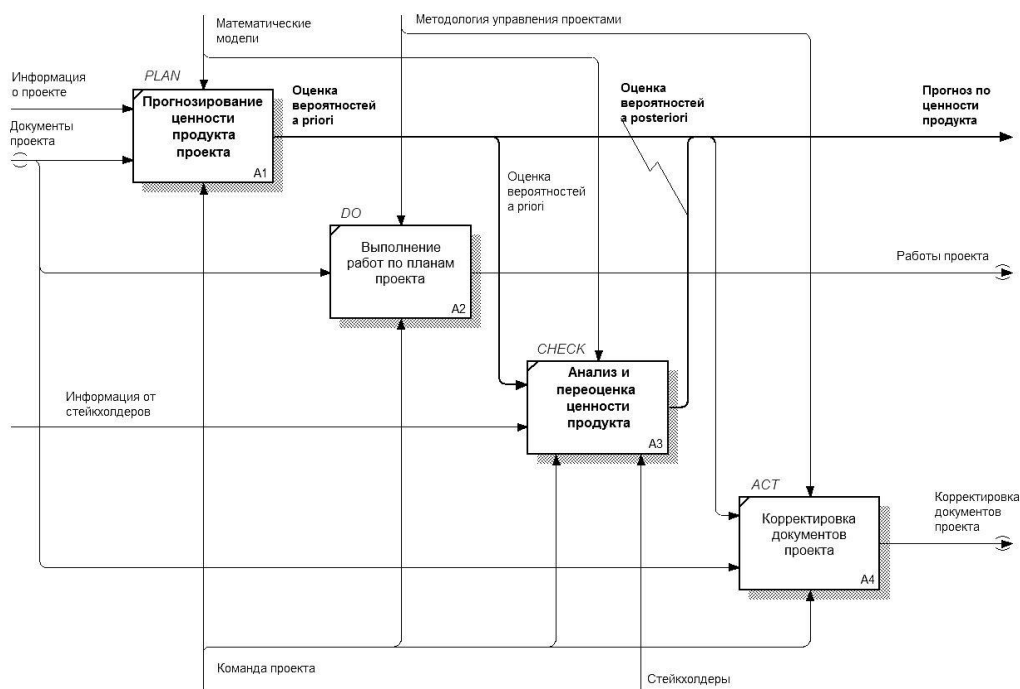 Математические
модели
Методология управления проектами
PLAN
Информация
о проекте
Документы
проекта
Прогнозирование
ценности
продукта
проекта
A1
Оценка
вероятностей
a priori
Оценка
вероятностей
a posteriori
Прогноз по
ценности
продукта
Оценка
вероятностей
a priori
DO
Выполнение
работ по планам
проекта
A2
Работы проекта
CHECK
Анализ и
переоценка
ценности
продукта
A3
Информация от
стейкхолдеров
ACT
Корректировка
документов
проекта
A4
Корректировка
документов
проекта
Команда проекта
Стейкхолдеры